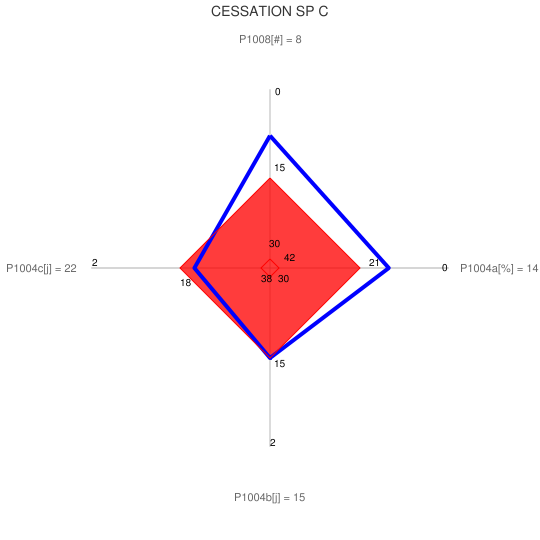 CESSATION SP C
P1008[#] = 8
0
15
30
42
P1004c[j] = 22
2
21
0
P1004a[%] = 14
18
38
30
15
2
P1004b[j] = 15